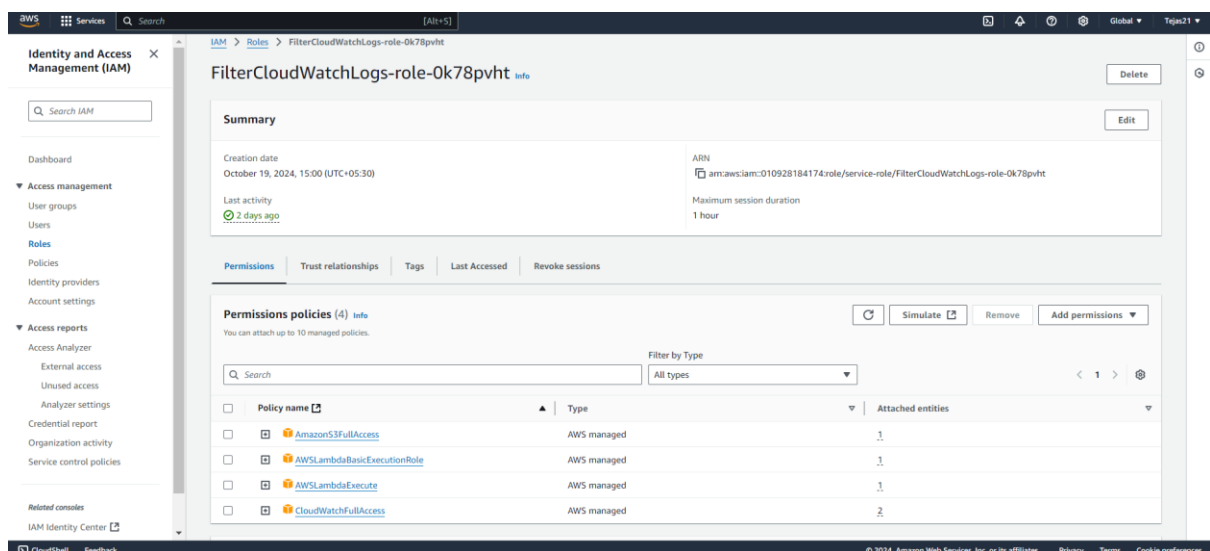 aws Services Search [Alt+S] Global ▼ Tejas21 ▼
Identity and Access Management (IAM)
Search IAM
Dashboard
Access management
User groups
Users
Roles
Policies
Identity providers
Account settings
Access reports
Access Analyzer
External access
Unused access
Analyzer settings
Credential report
Organization activity
Service control policies
Related consoles
IAM Identity Center
IAM > Roles > FilterCloudWatchLogs-role-0k78pvht
FilterCloudWatchLogs-role-0k78pvht Info
Delete
Summary
Edit
Creation date
October 19, 2024, 15:00 (UTC+05:30)
ARN
arn:aws:iam::010928184174:role/service-role/FilterCloudWatchLogs-role-0k78pvht
Last activity
2 days ago
Maximum session duration
1 hour
Permissions Trust relationships Tags Last Accessed Revoke sessions
Permissions policies (4) Info
You can attach up to 10 managed policies.
Simulate Remove Add permissions ▼
Filter by Type
Search All types
1
Policy name Type Attached entities
AmazonS3FullAccess AWS managed 1
AWSLambdaBasicExecutionRole AWS managed 1
AWSLambdaExecute AWS managed 1
CloudWatchFullAccess AWS managed 2
CloudShell Feedback © 2024, Amazon Web Services, Inc. or its affiliates. Privacy Terms Cookie preferences